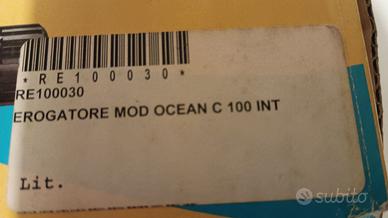 *RE100030*
RE100030
EROGATORE MOD OCEAN C 100 INT
Lit.
subito